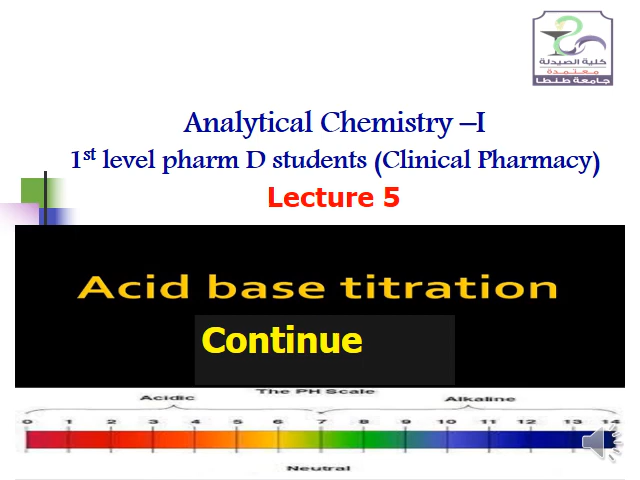 كلية الصيدلة
معتمدة
جامعة طنطا
Analytical Chemistry –I
1st level pharm D students (Clinical Pharmacy)
Lecture 5
Acid base titration
Continue
The PH Scale
Acidic
Alkaline
0 1 2 3 4 5 6 7 8 9 10 11 12 13 14
Neutral